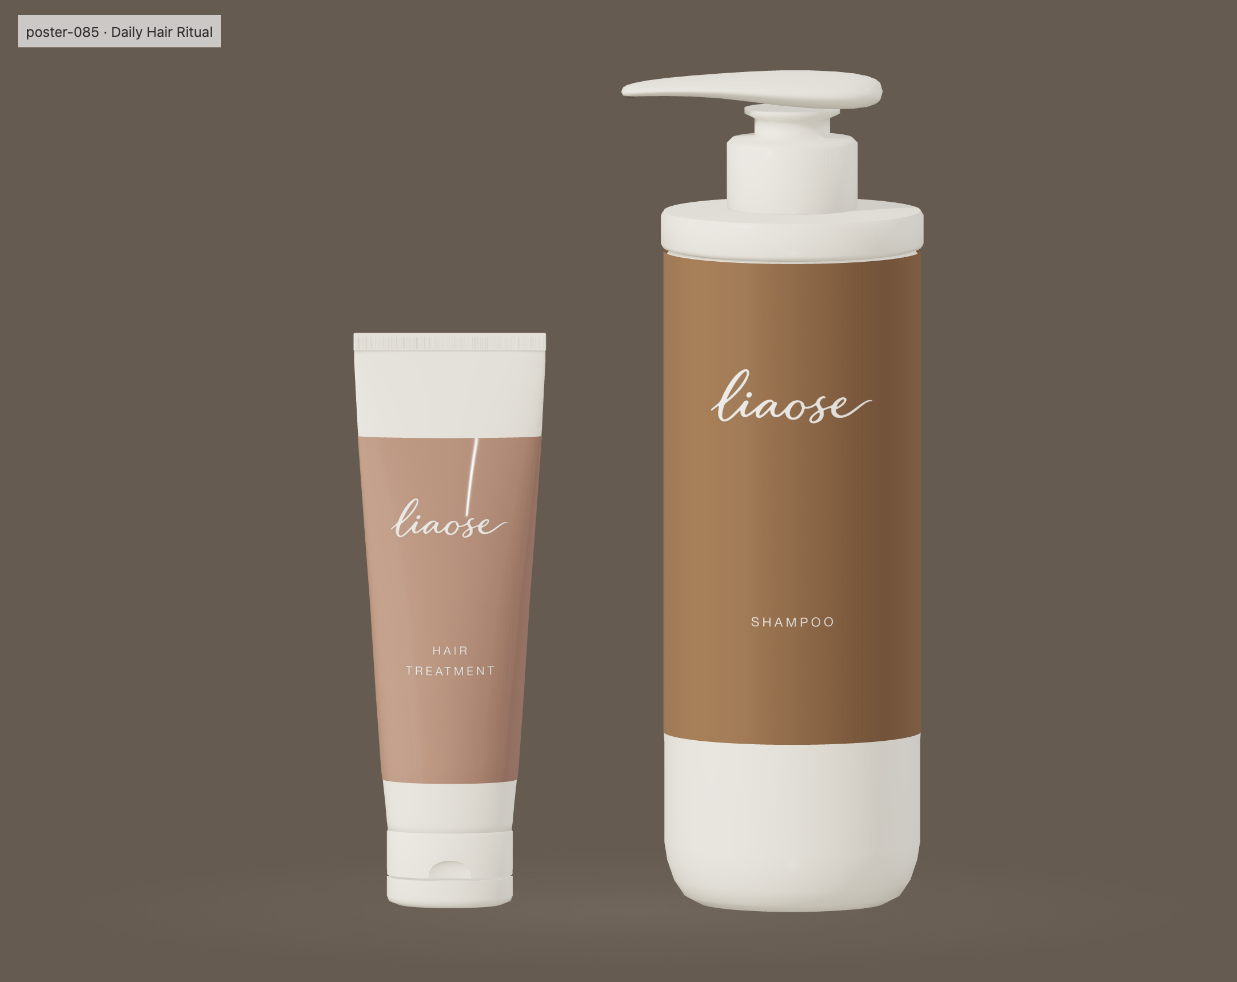 poster-085 · Daily Hair Ritual
liaose
SHAMPOO
liaose
HAIR
TREATMENT